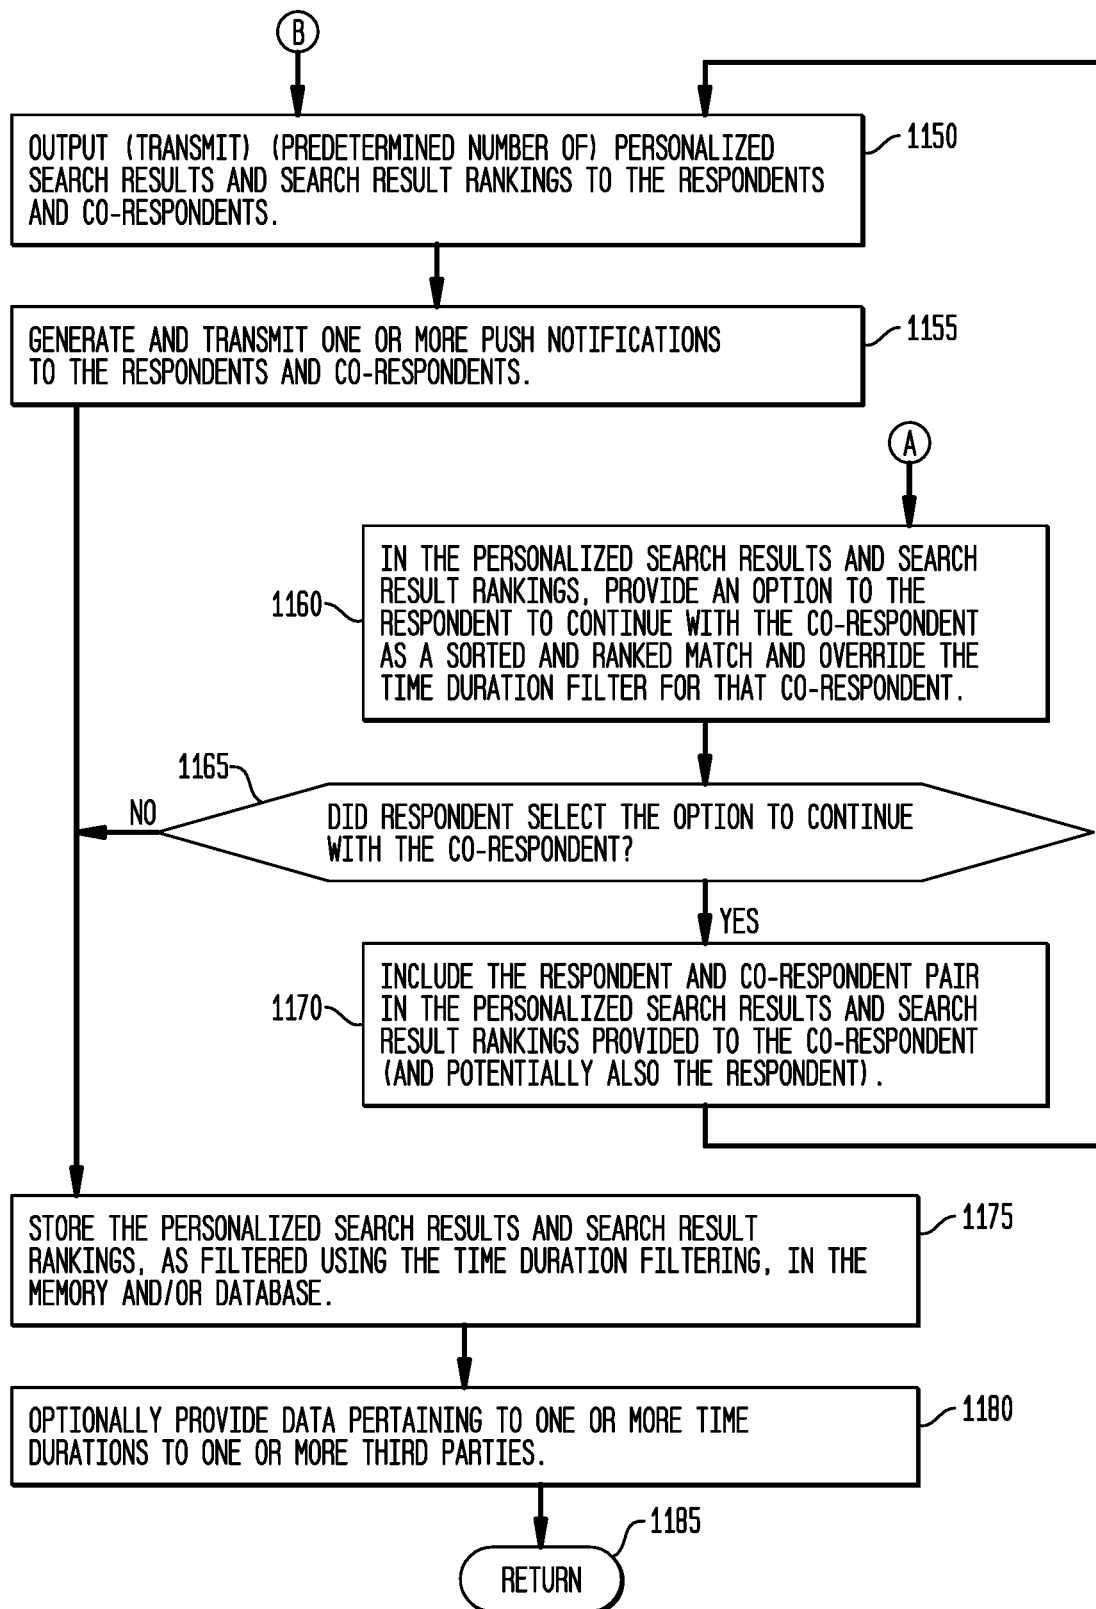 B
OUTPUT (TRANSMIT) (PREDETERMINED NUMBER OF) PERSONALIZED
SEARCH RESULTS AND SEARCH RESULT RANKINGS TO THE RESPONDENTS
AND CO-RESPONDENTS.
1150
GENERATE AND TRANSMIT ONE OR MORE PUSH NOTIFICATIONS
TO THE RESPONDENTS AND CO-RESPONDENTS.
1155
A
IN THE PERSONALIZED SEARCH RESULTS AND SEARCH
RESULT RANKINGS, PROVIDE AN OPTION TO THE
RESPONDENT TO CONTINUE WITH THE CO-RESPONDENT
AS A SORTED AND RANKED MATCH AND OVERRIDE THE
TIME DURATION FILTER FOR THAT CO-RESPONDENT.
1160
1165
NO
DID RESPONDENT SELECT THE OPTION TO CONTINUE
WITH THE CO-RESPONDENT?
YES
INCLUDE THE RESPONDENT AND CO-RESPONDENT PAIR
IN THE PERSONALIZED SEARCH RESULTS AND SEARCH
RESULT RANKINGS PROVIDED TO THE CO-RESPONDENT
(AND POTENTIALLY ALSO THE RESPONDENT).
1170
STORE THE PERSONALIZED SEARCH RESULTS AND SEARCH RESULT
RANKINGS, AS FILTERED USING THE TIME DURATION FILTERING, IN THE
MEMORY AND/OR DATABASE.
1175
OPTIONALLY PROVIDE DATA PERTAINING TO ONE OR MORE TIME
DURATIONS TO ONE OR MORE THIRD PARTIES.
1180
1185
RETURN